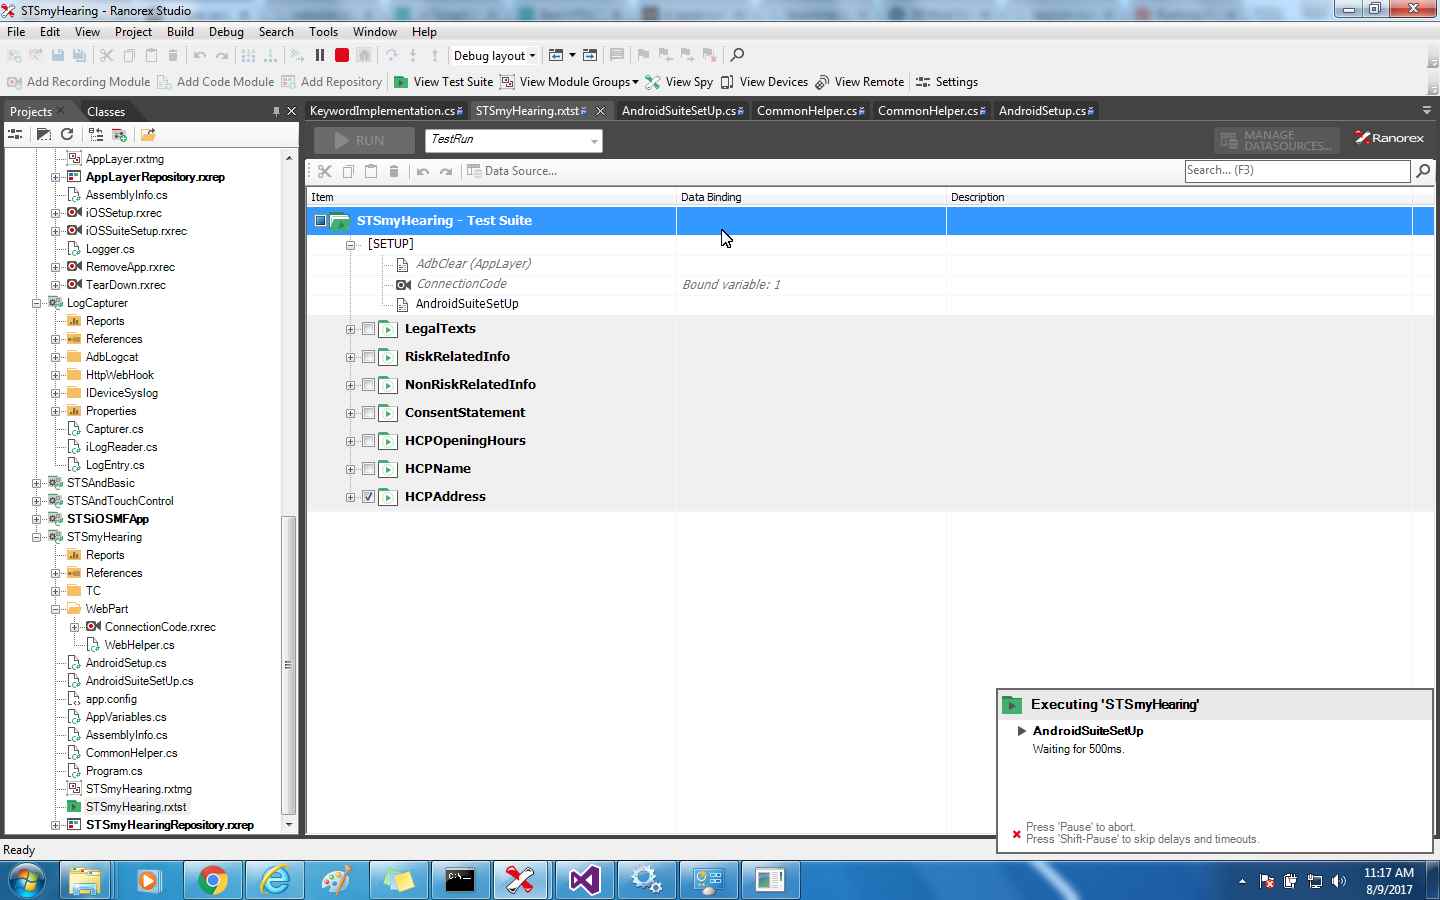 STSmyHearing - Ranorex Studio
File Edit View Project Build Debug Search Tools Window Help
Debug layout
Add Recording Module Add Code Module Add Repository View Test Suite View Module Groups View Spy View Devices View Remote Settings
Projects Classes
KeywordImplementation.cs STSmyHearing.rxtst AndroidSuiteSetUp.cs CommonHelper.cs CommonHelper.cs AndroidSetup.cs
RUN TestRun MANAGE DATASOURCES... Ranorex
Data Source... Search... (F3)
Item Data Binding Description
STSmyHearing - Test Suite
[SETUP]
AdbClear (AppLayer)
ConnectionCode Bound variable: 1
AndroidSuiteSetUp
LegalTexts
RiskRelatedInfo
NonRiskRelatedInfo
ConsentStatement
HCPOpeningHours
HCPName
HCPAddress
AppLayer.rxtmg
AppLayerRepository.rxrep
AssemblyInfo.cs
iOSSetup.rxrec
iOSSuiteSetup.rxrec
Logger.cs
RemoveApp.rxrec
TearDown.rxrec
LogCapturer
Reports
References
AdbLogcat
HttpWebHook
IDeviceSyslog
Properties
Capturer.cs
iLogReader.cs
LogEntry.cs
STSAndBasic
STSAndTouchControl
STSiOSMFApp
STSmyHearing
Reports
References
TC
WebPart
ConnectionCode.rxrec
WebHelper.cs
AndroidSetup.cs
AndroidSuiteSetUp.cs
app.config
AppVariables.cs
AssemblyInfo.cs
CommonHelper.cs
Program.cs
STSmyHearing.rxtmg
STSmyHearing.rxtst
STSmyHearingRepository.rxrep
Executing 'STSmyHearing'
AndroidSuiteSetUp
Waiting for 500ms.
Press 'Pause' to abort.
Press 'Shift-Pause' to skip delays and timeouts.
Ready
11:17 AM
8/9/2017